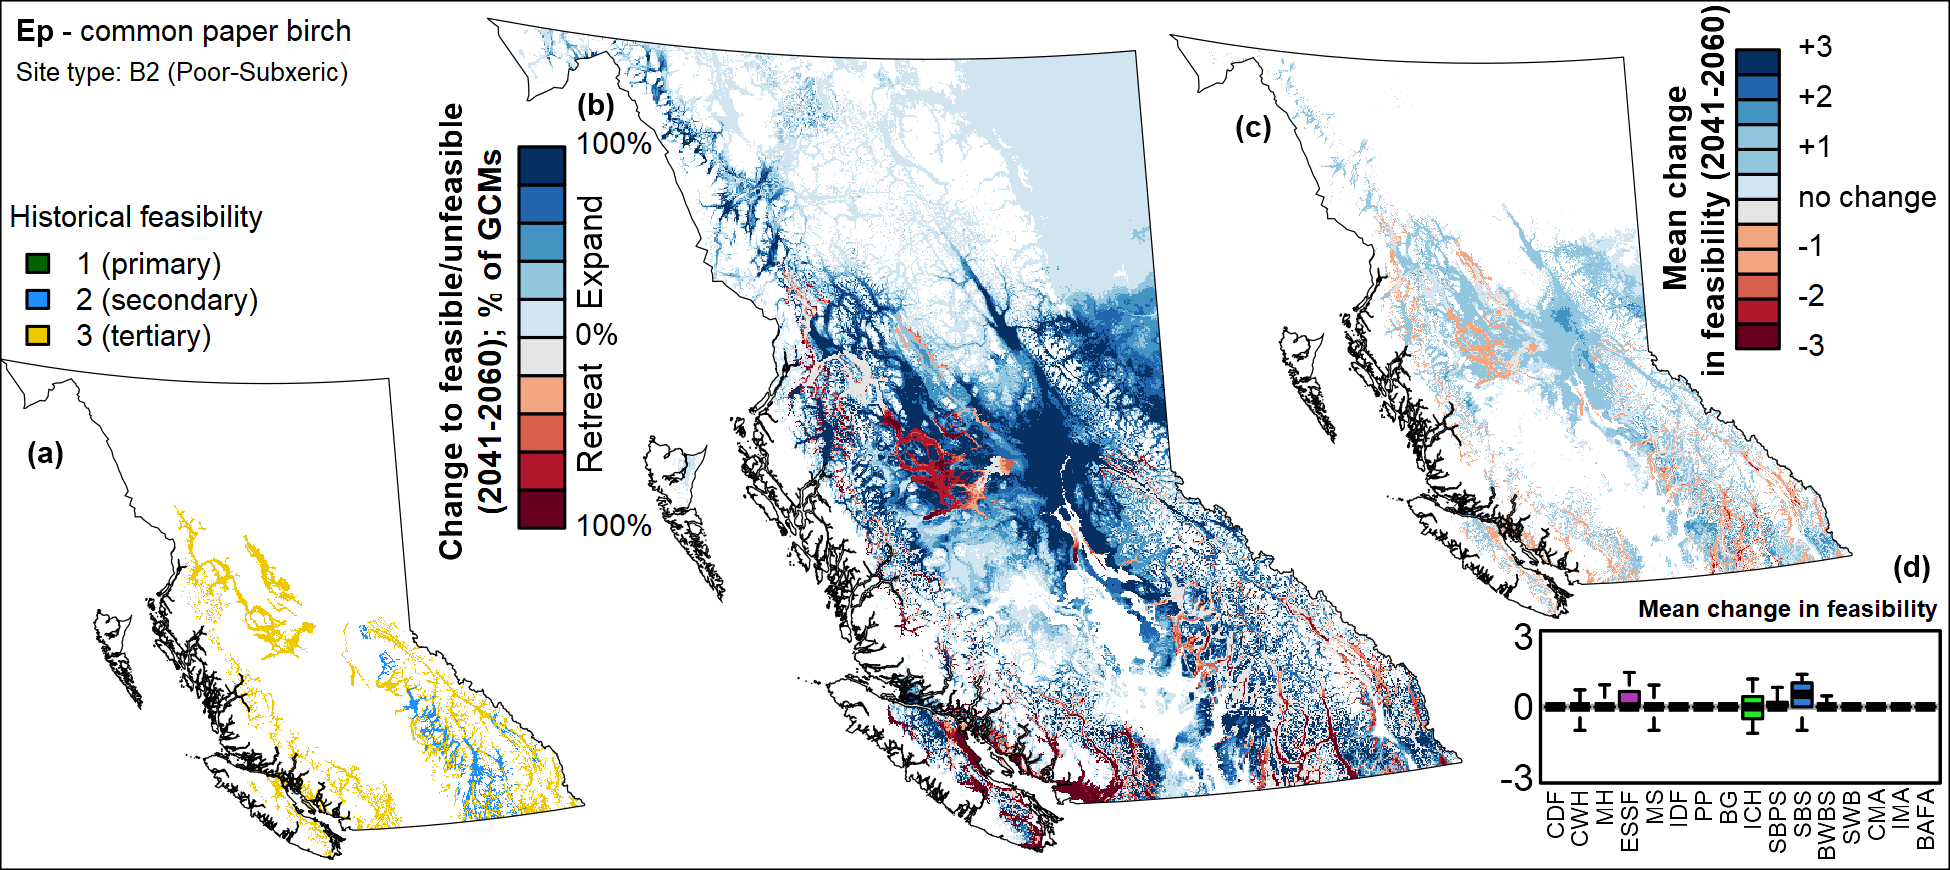 Ep - common paper birch
Site type: B2 (Poor-Subxeric)
Historical feasibility
1 (primary)
2 (secondary)
3 (tertiary)
(a)
Change to feasible/unfeasible
(2041-2060); % of GCMs
100%
Expand
0%
Retreat
100%
(b)
(c)
Mean change
in feasibility (2041-2060)
+3
+2
+1
no change
-1
-2
-3
(d)
Mean change in feasibility
3
0
-3
CDF
CWH
MH
ESSF
MS
IDF
PP
BG
ICH
SBPS
SBS
BWBS
SWB
CMA
IMA
BAFA